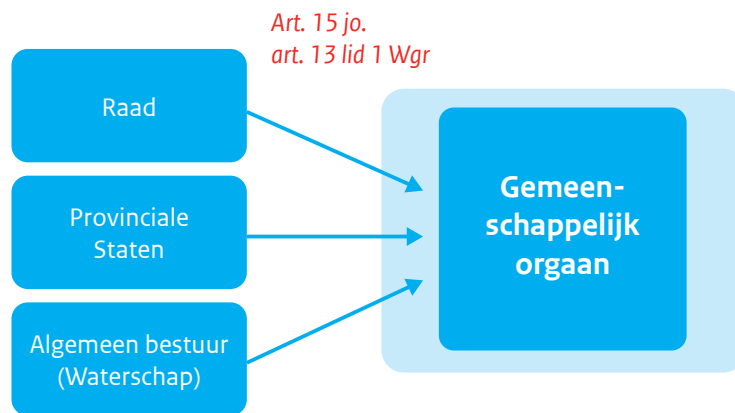 Art. 15 jo.
art. 13 lid 1 Wgr
Raad
Provinciale
Staten
Algemeen bestuur
(Waterschap)
Gemeen-
schappelijk
orgaan